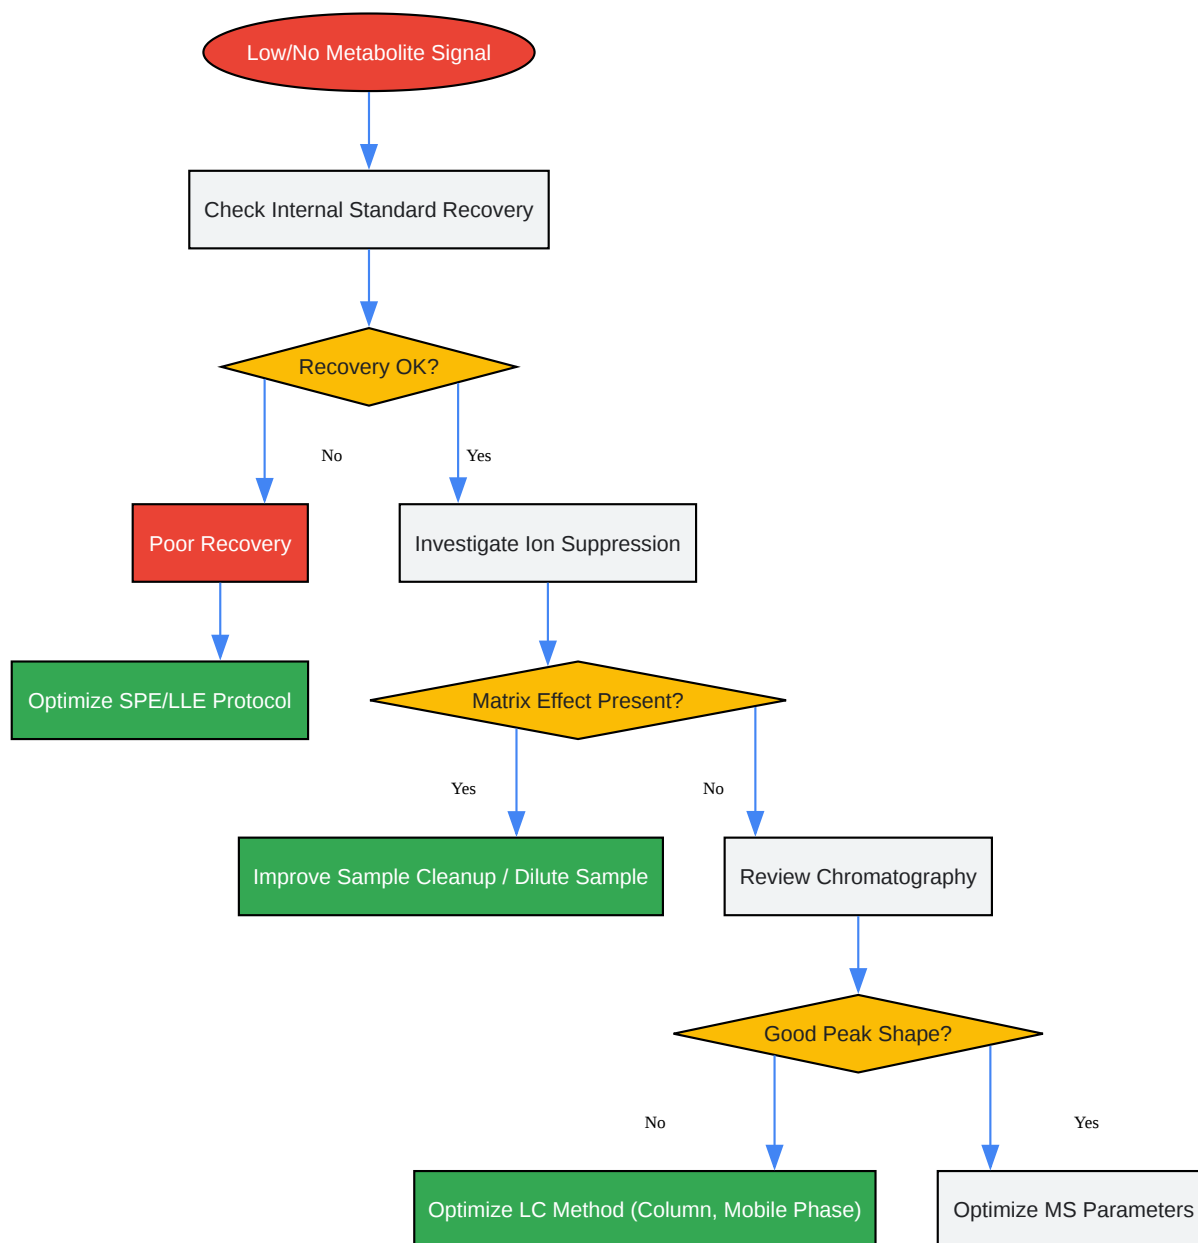 Low/No Metabolite Signal
Check Internal Standard Recovery
Recovery OK?
No
Yes
Poor Recovery
Investigate Ion Suppression
Optimize SPE/LLE Protocol
Matrix Effect Present?
Yes
No
Improve Sample Cleanup / Dilute Sample
Review Chromatography
Good Peak Shape?
No
Yes
Optimize LC Method (Column, Mobile Phase)
Optimize MS Parameters